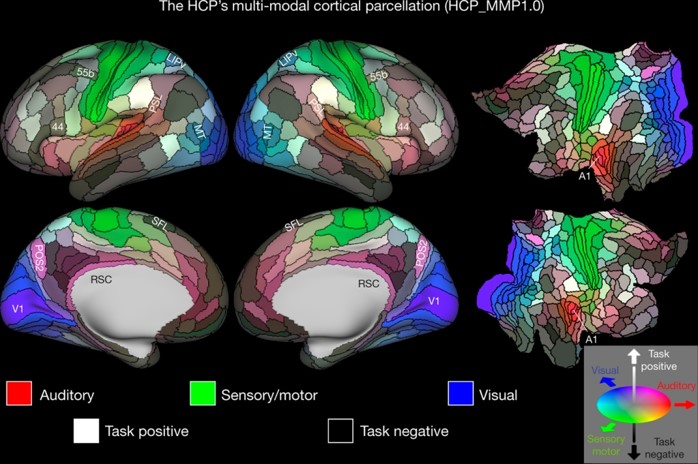 The HCP's multi-modal cortical parcellation (HCP_MMP1.0)
55b
LIPv
LIPv
55b
44
PSL
MT
MT
PSL
44
A1
SFL
SFL
POS2
POS2
RSC
RSC
V1
V1
A1
Auditory
Sensory/motor
Visual
Task positive
Task negative
Task
positive
Visual
Auditory
Sensory
motor
Task
negative